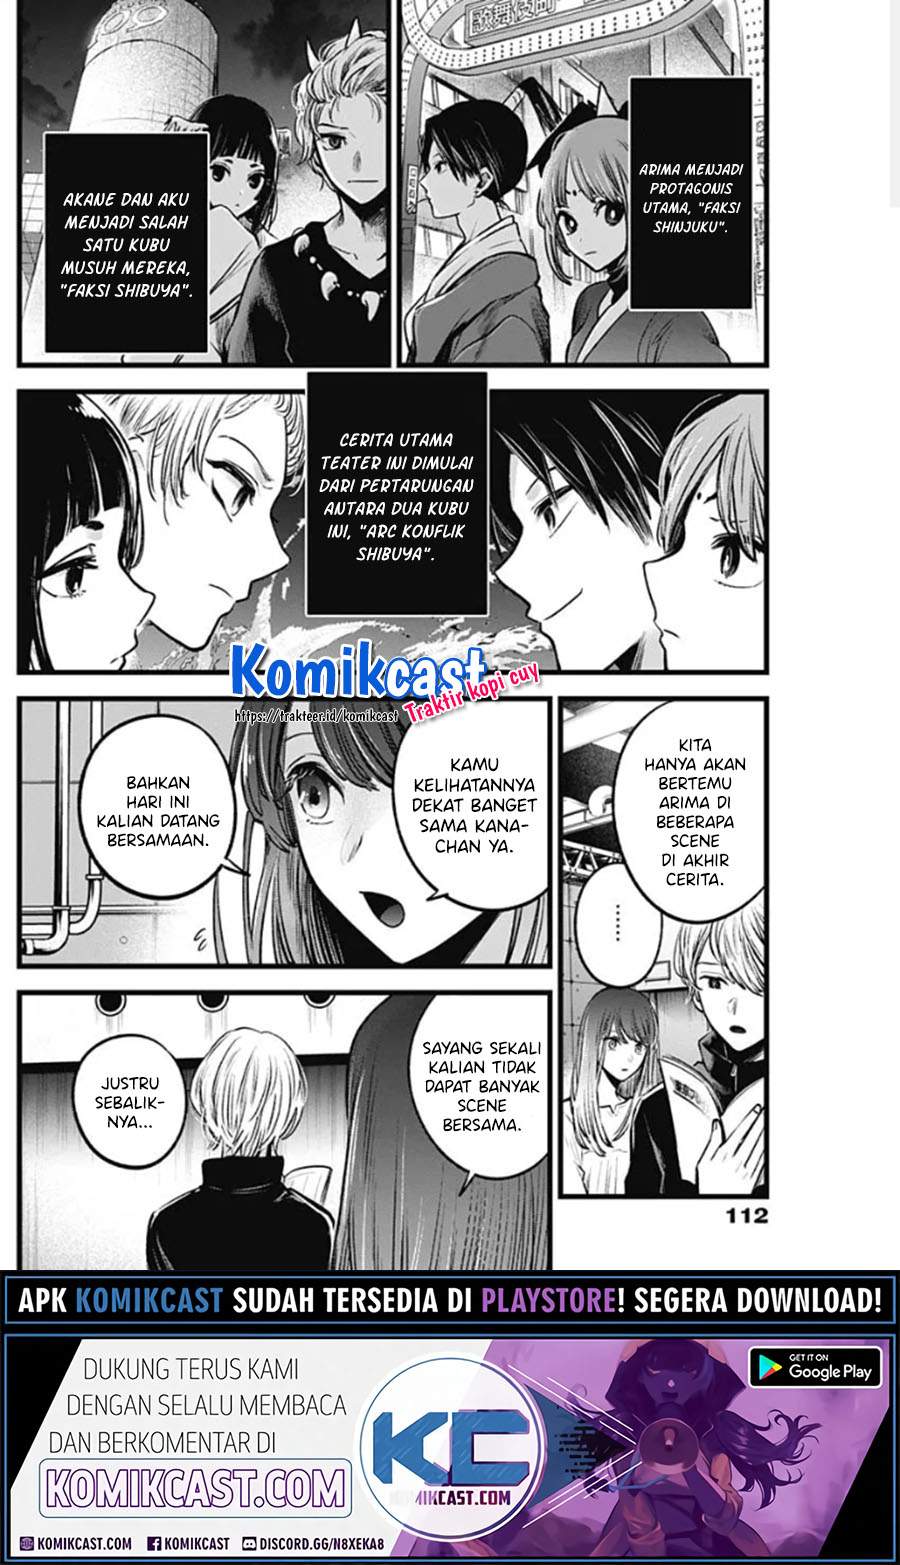 歌舞伎町
ARIMA MENJADI
PROTAGONIS
UTAMA, "FAKSI
SHINJUKU".
109
AKANE DAN AKU
MENJADI SALAH
SATU KUBU
MUSUH MEREKA,
"FAKSI SHIBUYA".
CERITA UTAMA
TEATER INI DIMULAI
DARI PERTARUNGAN
ANTARA DUA KUBU
INI, "ARC KONFLIK
SHIBUYA".
Komikcast
https://trakteer.id/komikcast
Traktir kopi cuy
KITA
HANYA AKAN
BERTEMU
ARIMA DI
BEBERAPA
SCENE
DI AKHIR
CERITA.
......
KAMU
KELIHATANNYA
DEKAT BANGET
SAMA KANA-
CHAN YA.
BAHKAN
HARI INI
KALIAN DATANG
BERSAMAAN.
SAYANG SEKALI
KALIAN TIDAK
DAPAT BANYAK
SCENE
BERSAMA.
JUSTRU
SEBALIK-
NYA...
112
APK KOMIKCAST SUDAH TERSEDIA DI PLAYSTORE! SEGERA DOWNLOAD!
DUKUNG TERUS KAMI
DENGAN SELALU MEMBACA
DAN BERKOMENTAR DI
KOMIKCAST.COM
KOMIKCAST.COM KOMIKCAST DISCORD.GG/N8XEKA8
KC
KOMIKCAST.COM
GET IT ON
Google Play